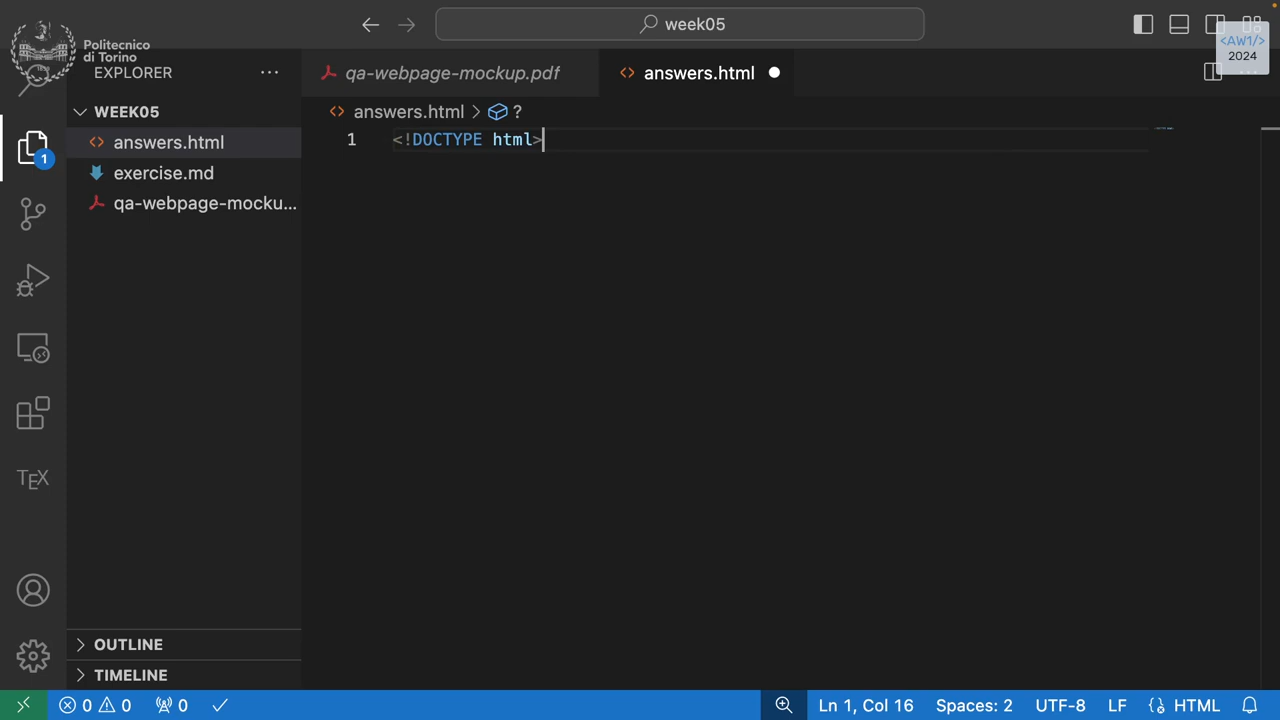 week05
Politecnico
di Torino
<AW1/>
2024
EXPLORER
qa-webpage-mockup.pdf
answers.html
WEEK05
answers.html
exercise.md
qa-webpage-mocku...
answers.html > ?
1 <!DOCTYPE html>
1
TEX
OUTLINE
TIMELINE
0 0 0
Ln 1, Col 16 Spaces: 2 UTF-8 LF HTML